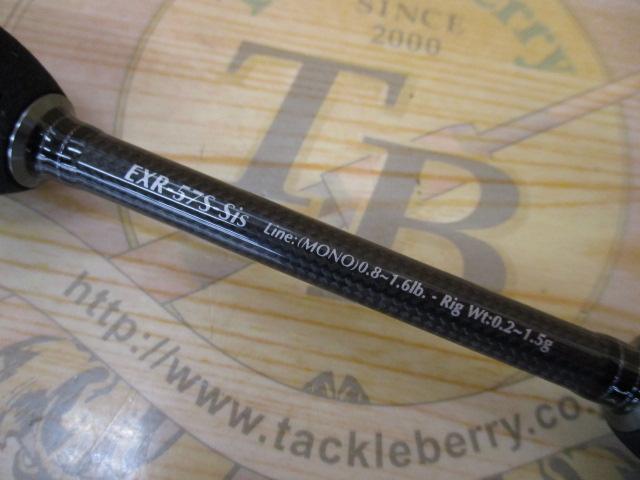 Tackleberry
SINCE
2000
TB
EXR-57S-Sis Line:(MONO)0.8~1.6lb. - Rig Wt:0.2~1.5g
http://www.tackleberry.co.